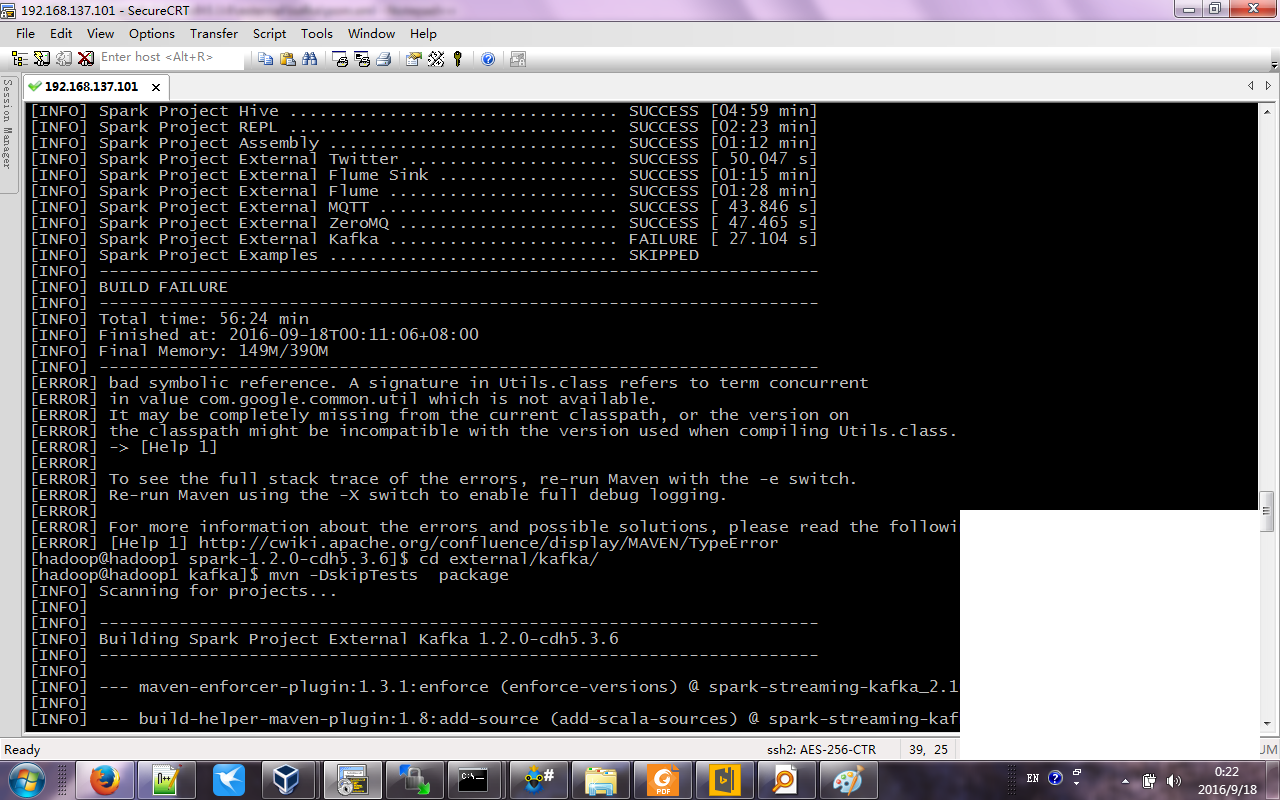 192.168.137.101 - SecureCRT
File Edit View Options Transfer Script Tools Window Help
Enter host <Alt+R>
192.168.137.101
Session Manager
[INFO] Spark Project Hive ................................. SUCCESS [04:59 min]
[INFO] Spark Project REPL ................................. SUCCESS [02:23 min]
[INFO] Spark Project Assembly ............................. SUCCESS [01:12 min]
[INFO] Spark Project External Twitter ..................... SUCCESS [ 50.047 s]
[INFO] Spark Project External Flume Sink .................. SUCCESS [01:15 min]
[INFO] Spark Project External Flume ....................... SUCCESS [01:28 min]
[INFO] Spark Project External MQTT ........................ SUCCESS [ 43.846 s]
[INFO] Spark Project External ZeroMQ ...................... SUCCESS [ 47.465 s]
[INFO] Spark Project External Kafka ....................... FAILURE [ 27.104 s]
[INFO] Spark Project Examples ............................. SKIPPED
[INFO] ------------------------------------------------------------------------
[INFO] BUILD FAILURE
[INFO] ------------------------------------------------------------------------
[INFO] Total time: 56:24 min
[INFO] Finished at: 2016-09-18T00:11:06+08:00
[INFO] Final Memory: 149M/390M
[INFO] ------------------------------------------------------------------------
[ERROR] bad symbolic reference. A signature in Utils.class refers to term concurrent
[ERROR] in value com.google.common.util which is not available.
[ERROR] It may be completely missing from the current classpath, or the version on
[ERROR] the classpath might be incompatible with the version used when compiling Utils.class.
[ERROR] -> [Help 1]
[ERROR]
[ERROR] To see the full stack trace of the errors, re-run Maven with the -e switch.
[ERROR] Re-run Maven using the -X switch to enable full debug logging.
[ERROR]
[ERROR] For more information about the errors and possible solutions, please read the followi
[ERROR] [Help 1] http://cwiki.apache.org/confluence/display/MAVEN/TypeError
[hadoop@hadoop1 spark-1.2.0-cdh5.3.6]$ cd external/kafka/
[hadoop@hadoop1 kafka]$ mvn -DskipTests  package
[INFO] Scanning for projects...
[INFO]
[INFO] ------------------------------------------------------------------------
[INFO] Building Spark Project External Kafka 1.2.0-cdh5.3.6
[INFO] ------------------------------------------------------------------------
[INFO]
[INFO] --- maven-enforcer-plugin:1.3.1:enforce (enforce-versions) @ spark-streaming-kafka_2.1
[INFO]
[INFO] --- build-helper-maven-plugin:1.8:add-source (add-scala-sources) @ spark-streaming-kaf
Ready ssh2: AES-256-CTR 39, 25 UM
EN 0:22
2016/9/18